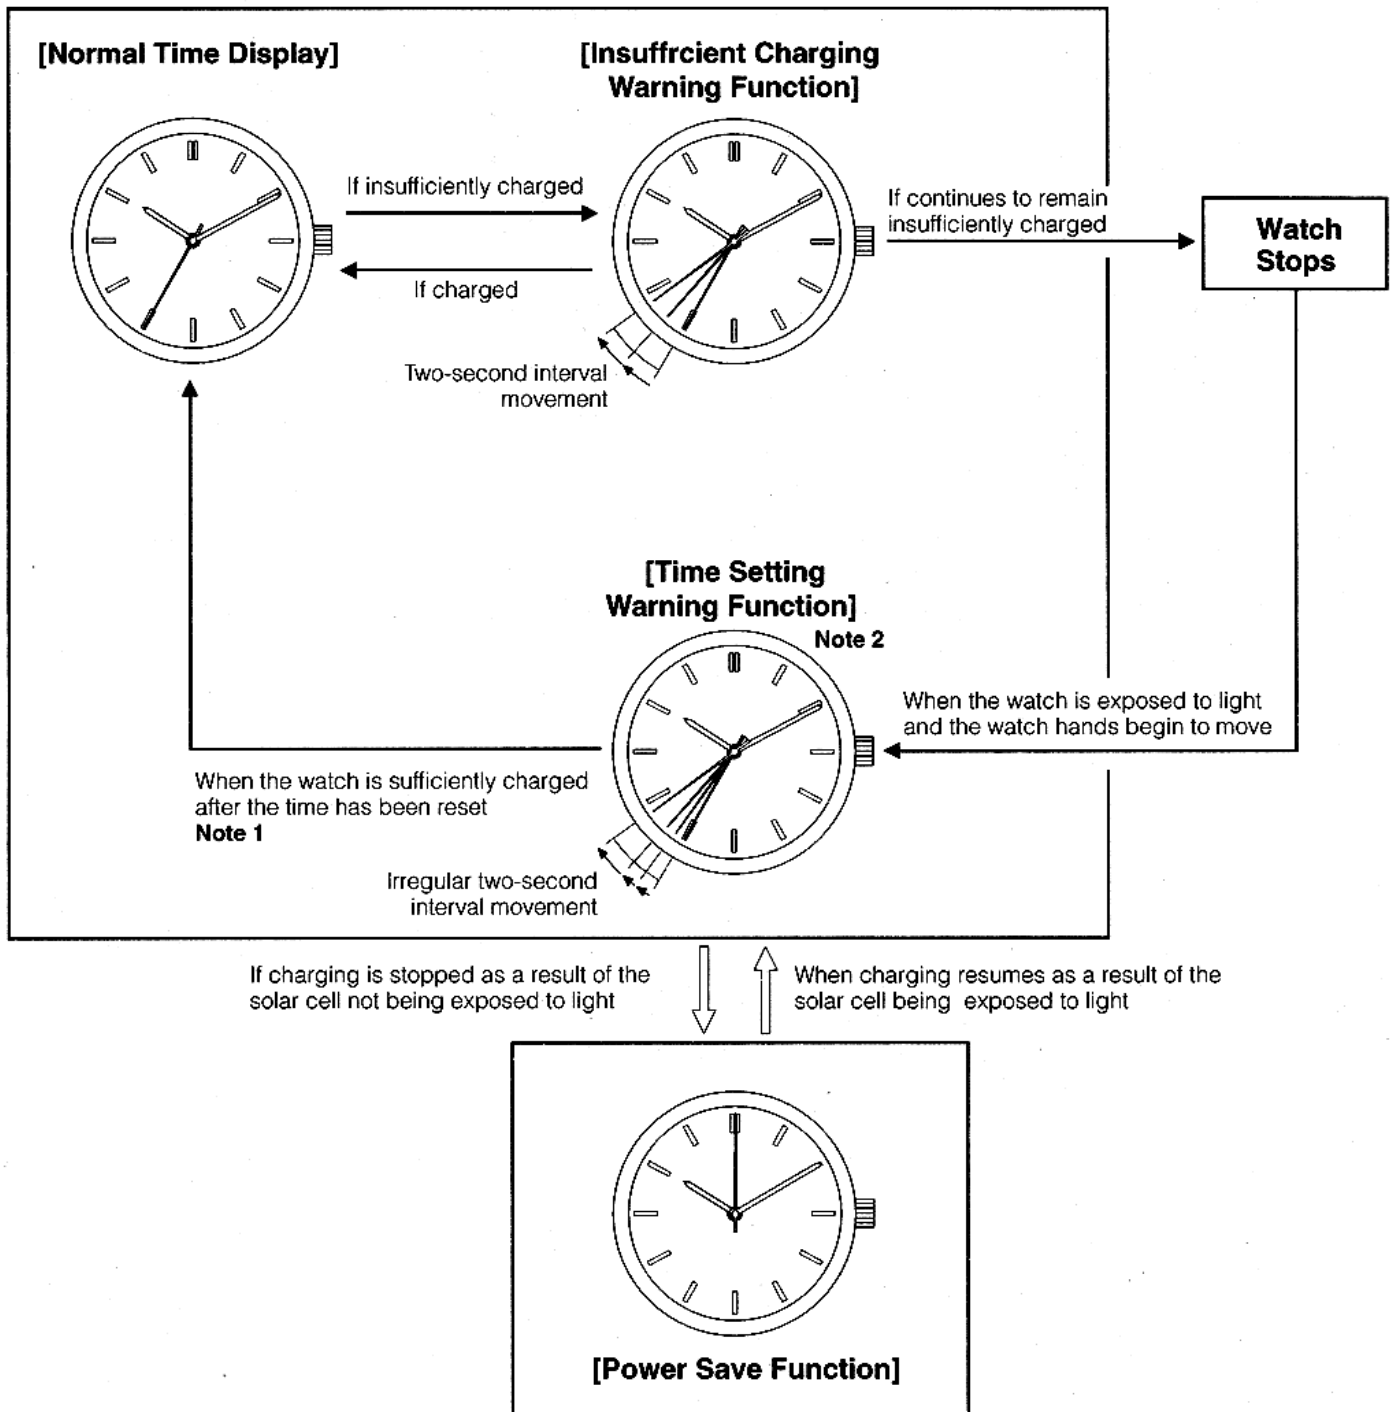 [Normal Time Display]
[Insuffrcient Charging
Warning Function]
If insufficiently charged
If charged
If continues to remain
insufficiently charged
Watch
Stops
Two-second interval
movement
[Time Setting
Warning Function]
Note 2
When the watch is exposed to light
and the watch hands begin to move
When the watch is sufficiently charged
after the time has been reset
Note 1
Irregular two-second
interval movement
If charging is stopped as a result of the
solar cell not being exposed to light
When charging resumes as a result of the
solar cell being exposed to light
[Power Save Function]